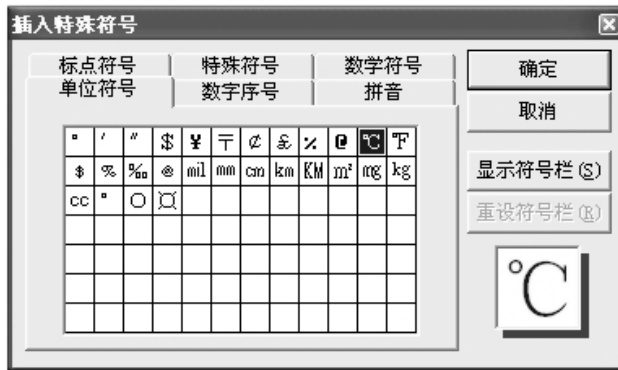 插入特殊符号
标点符号 特殊符号 数学符号
单位符号 数字序号 拼音
确定
取消
显示符号栏(S)
重设符号栏(R)
° ′ ″ $ ¥ 〒 ¢ £ % @ ℃ ℉
﹩ ﹪ ‰ ﹫ mil mm cm km KM m² mg kg
cc ° ○ ¤
℃